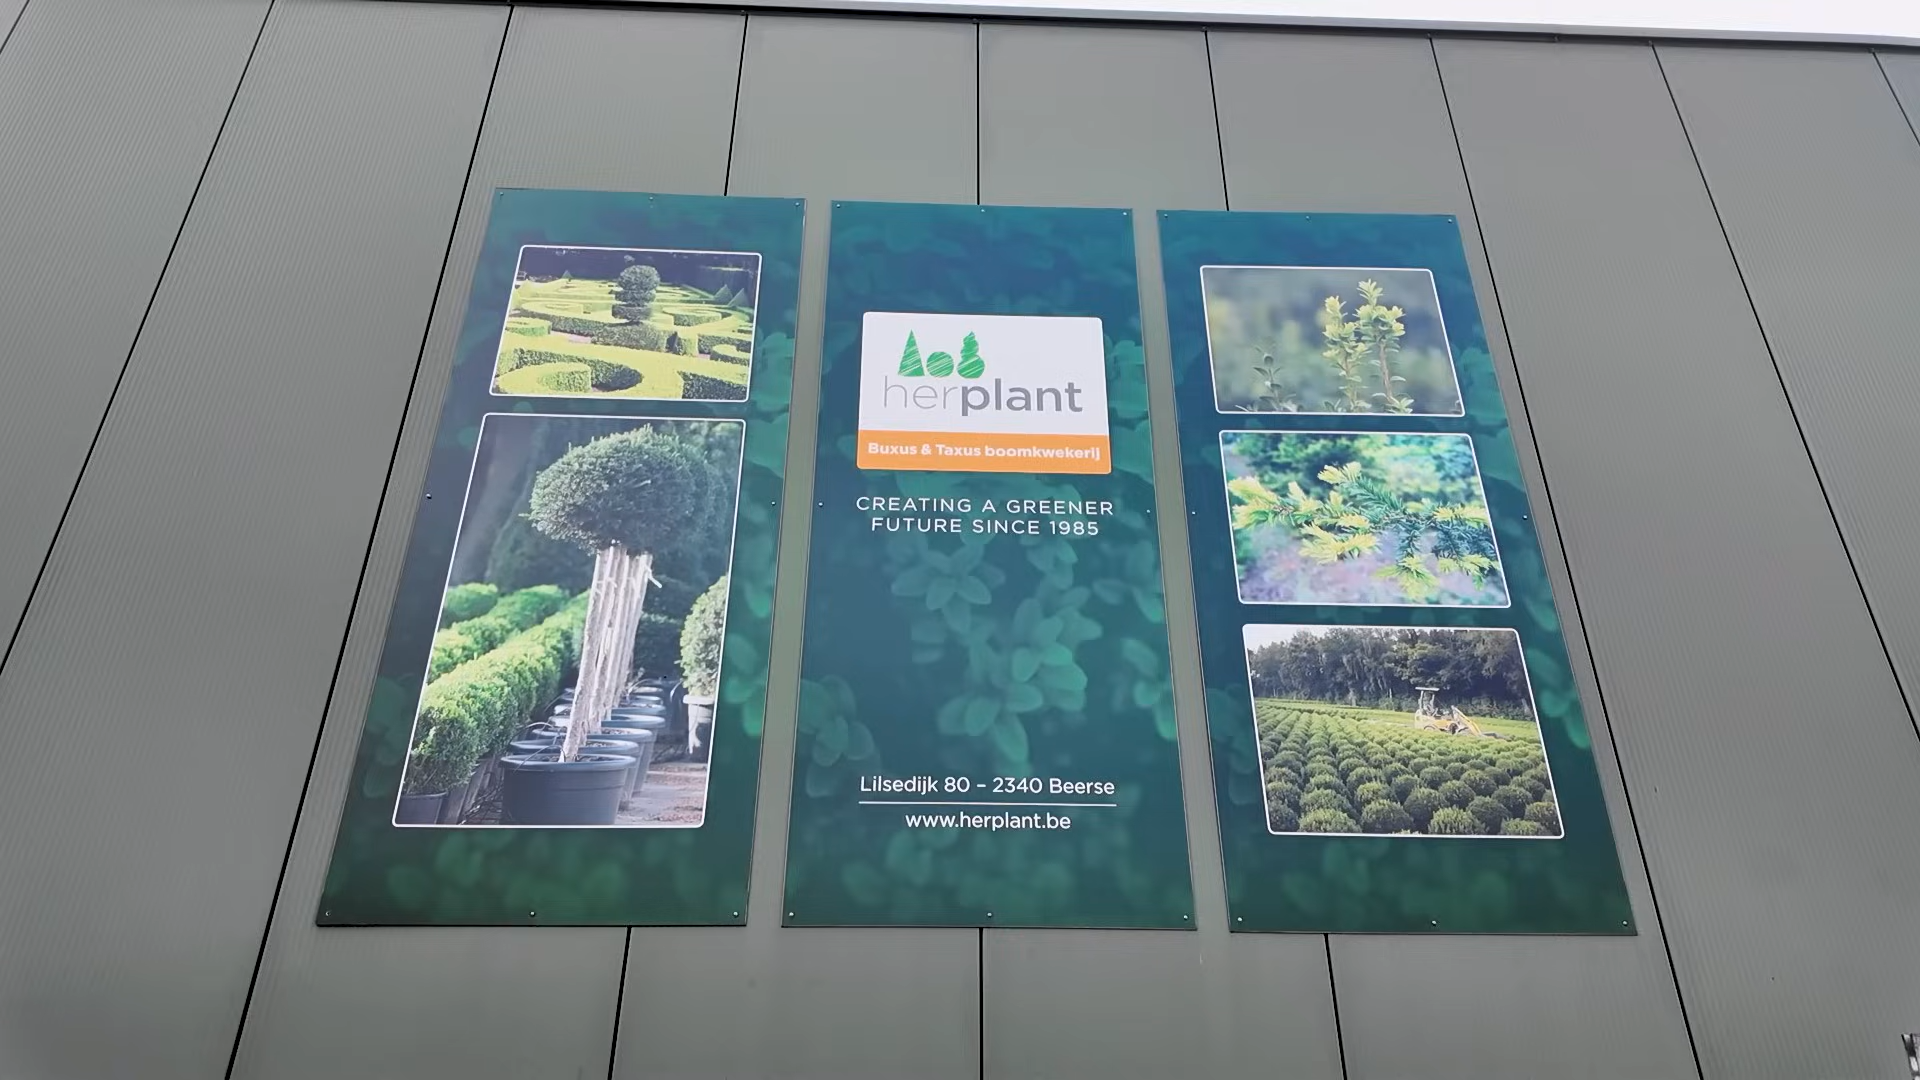 herplant
Buxus & Taxus boomkwekerij
CREATING A GREENER
FUTURE SINCE 1985
Lilsedijk 80 – 2340 Beerse
www.herplant.be